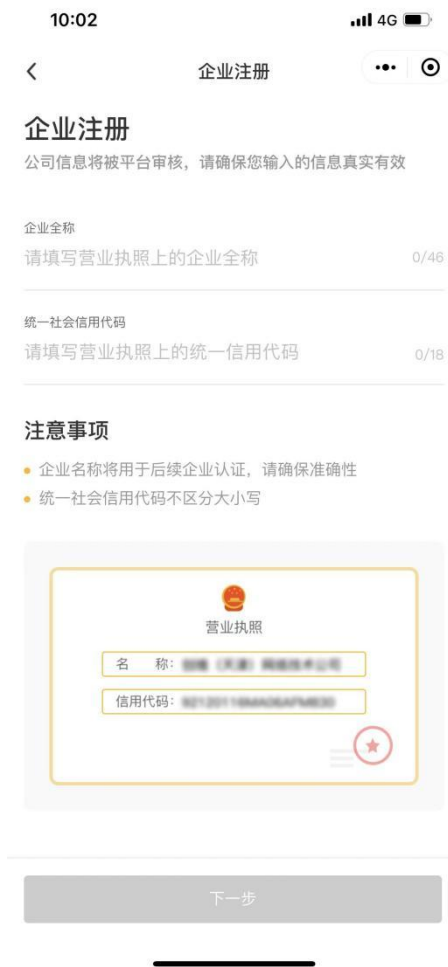 10:02
4G
企业注册
企业注册
公司信息将被平台审核，请确保您输入的信息真实有效
企业全称
请填写营业执照上的企业全称 0/46
统一社会信用代码
请填写营业执照上的统一信用代码 0/18
注意事项
企业名称将用于后续企业认证，请确保准确性
统一社会信用代码不区分大小写
营业执照
名 称：
信用代码：
下一步